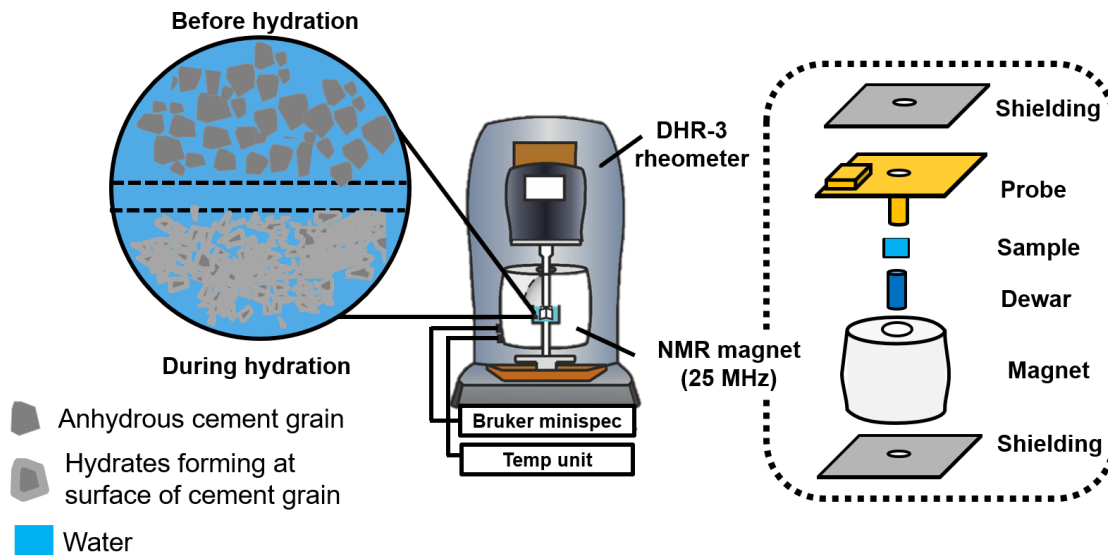 Before hydration
During hydration
Anhydrous cement grain
Hydrates forming at
surface of cement grain
Water
DHR-3
rheometer
NMR magnet
(25 MHz)
Bruker minispec
Temp unit
Shielding
Probe
Sample
Dewar
Magnet
Shielding